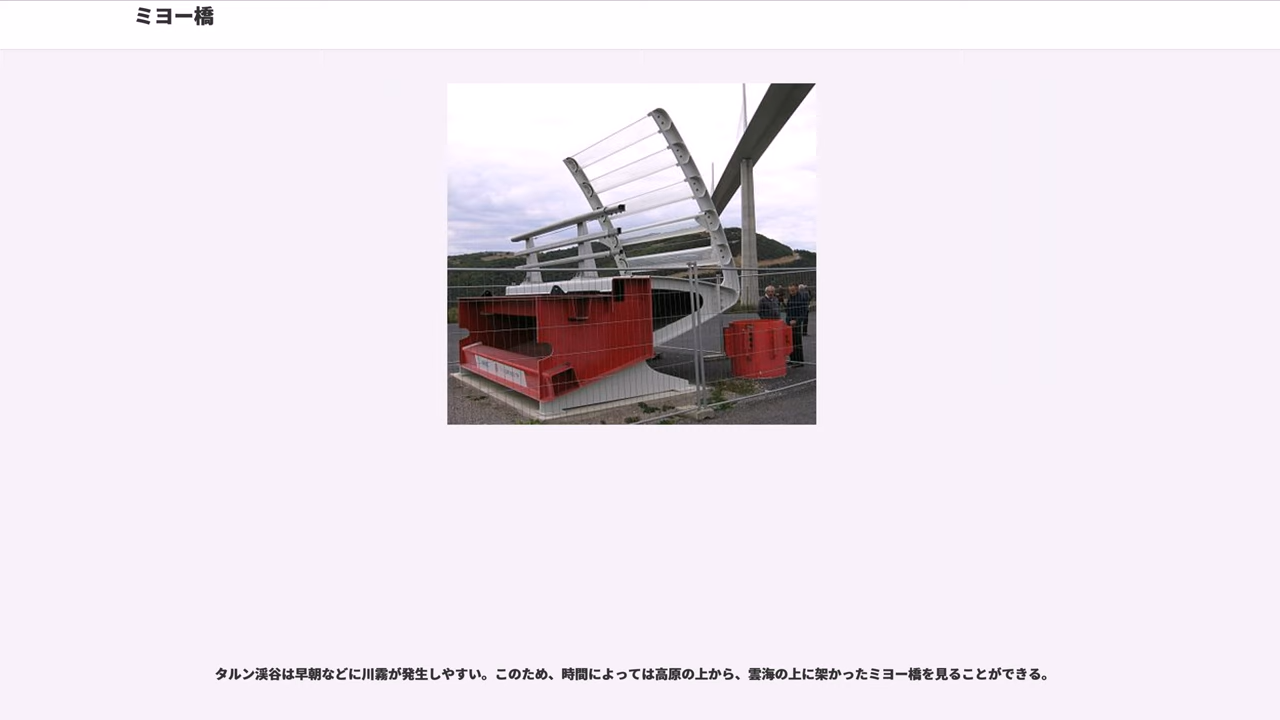 ミヨー橋
タルン渓谷は早朝などに川霧が発生しやすい。このため、時間によっては高原の上から、雲海の上に架かったミヨー橋を見ることができる。